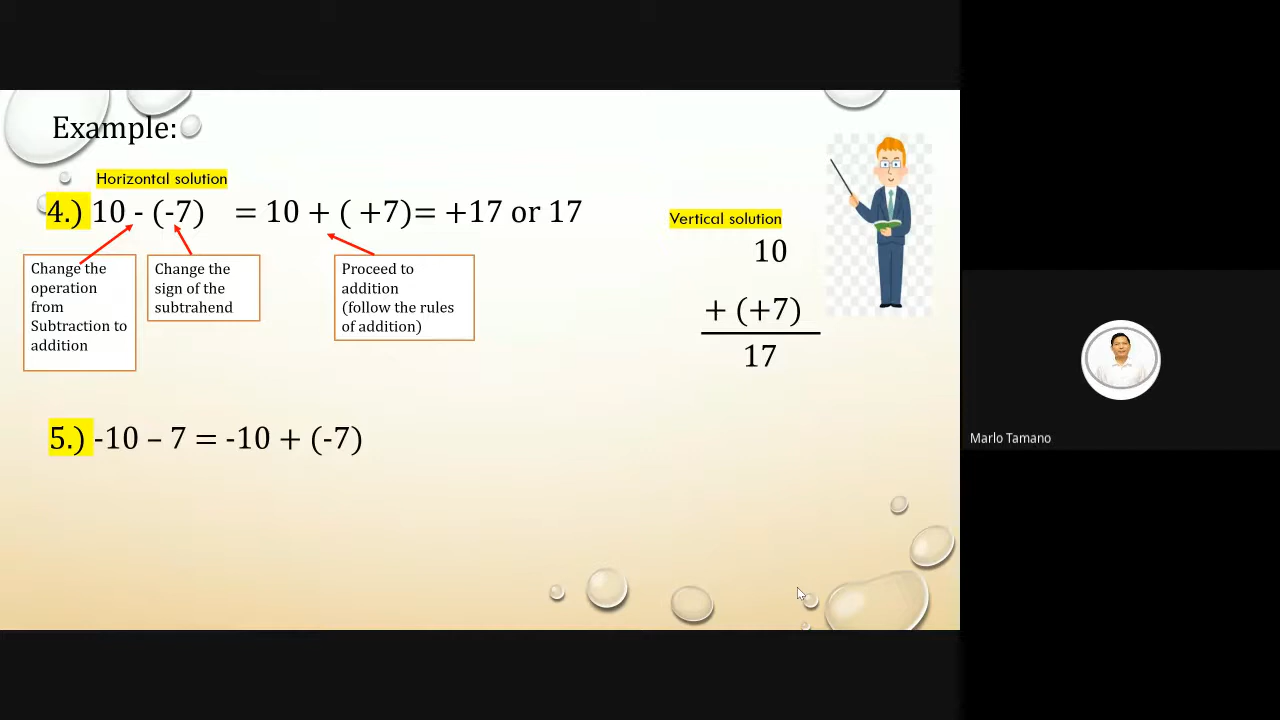 Example:
Horizontal solution
4.) 10 - (-7) = 10 + ( +7)= +17 or 17
Change the
operation
from
Subtraction to
addition
Change the
sign of the
subtrahend
Proceed to
addition
(follow the rules
of addition)
Vertical solution
10
+ (+7)
17
5.) -10 – 7 = -10 + (-7)
Marlo Tamano